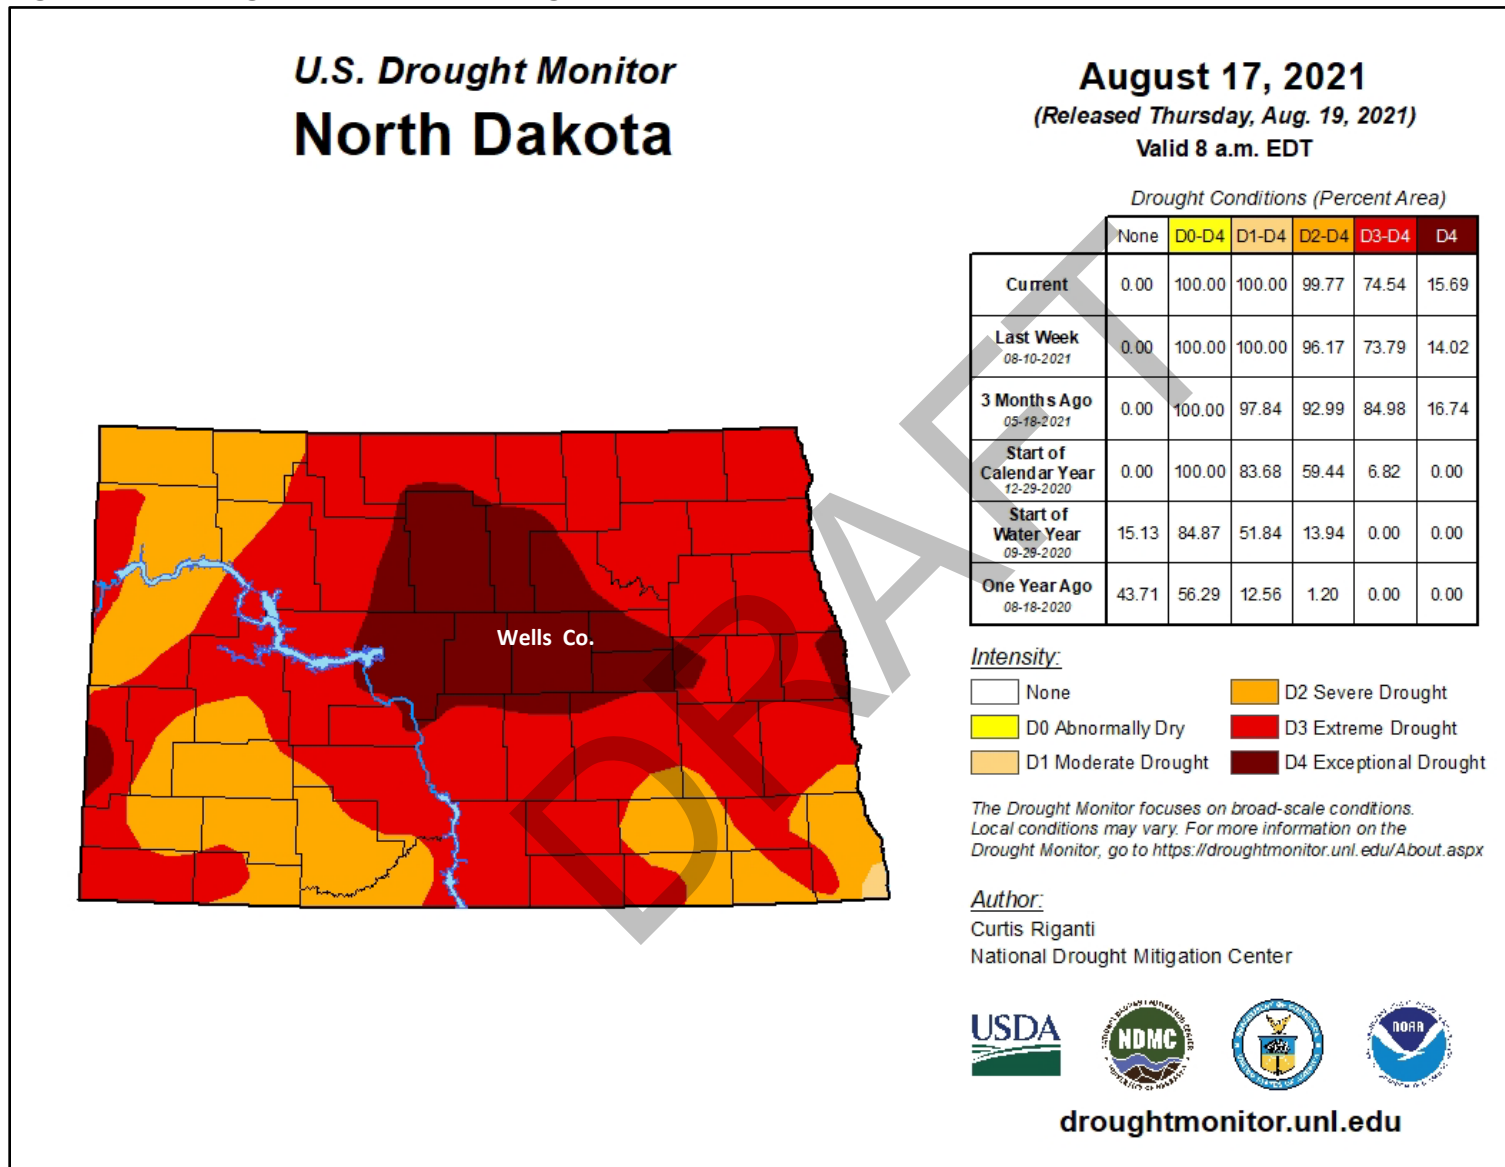 U.S. Drought Monitor
North Dakota
August 17, 2021
(Released Thursday, Aug. 19, 2021)
Valid 8 a.m. EDT
Drought Conditions (Percent Area)
None D0-D4 D1-D4 D2-D4 D3-D4 D4
Current 0.00 100.00 100.00 99.77 74.54 15.69
Last Week
08-10-2021 0.00 100.00 100.00 96.17 73.79 14.02
3 Months Ago
05-18-2021 0.00 100.00 97.84 92.99 84.98 16.74
Start of
Calendar Year
12-29-2020 0.00 100.00 83.68 59.44 6.82 0.00
Start of
Water Year
09-29-2020 15.13 84.87 51.84 13.94 0.00 0.00
One Year Ago
08-18-2020 43.71 56.29 12.56 1.20 0.00 0.00
Wells Co.
DRAFT
Intensity:
None
D0 Abnormally Dry
D1 Moderate Drought
D2 Severe Drought
D3 Extreme Drought
D4 Exceptional Drought
The Drought Monitor focuses on broad-scale conditions.
Local conditions may vary. For more information on the
Drought Monitor, go to https://droughtmonitor.unl.edu/About.aspx
Author:
Curtis Riganti
National Drought Mitigation Center
USDA
NDMC
NOAA
droughtmonitor.unl.edu